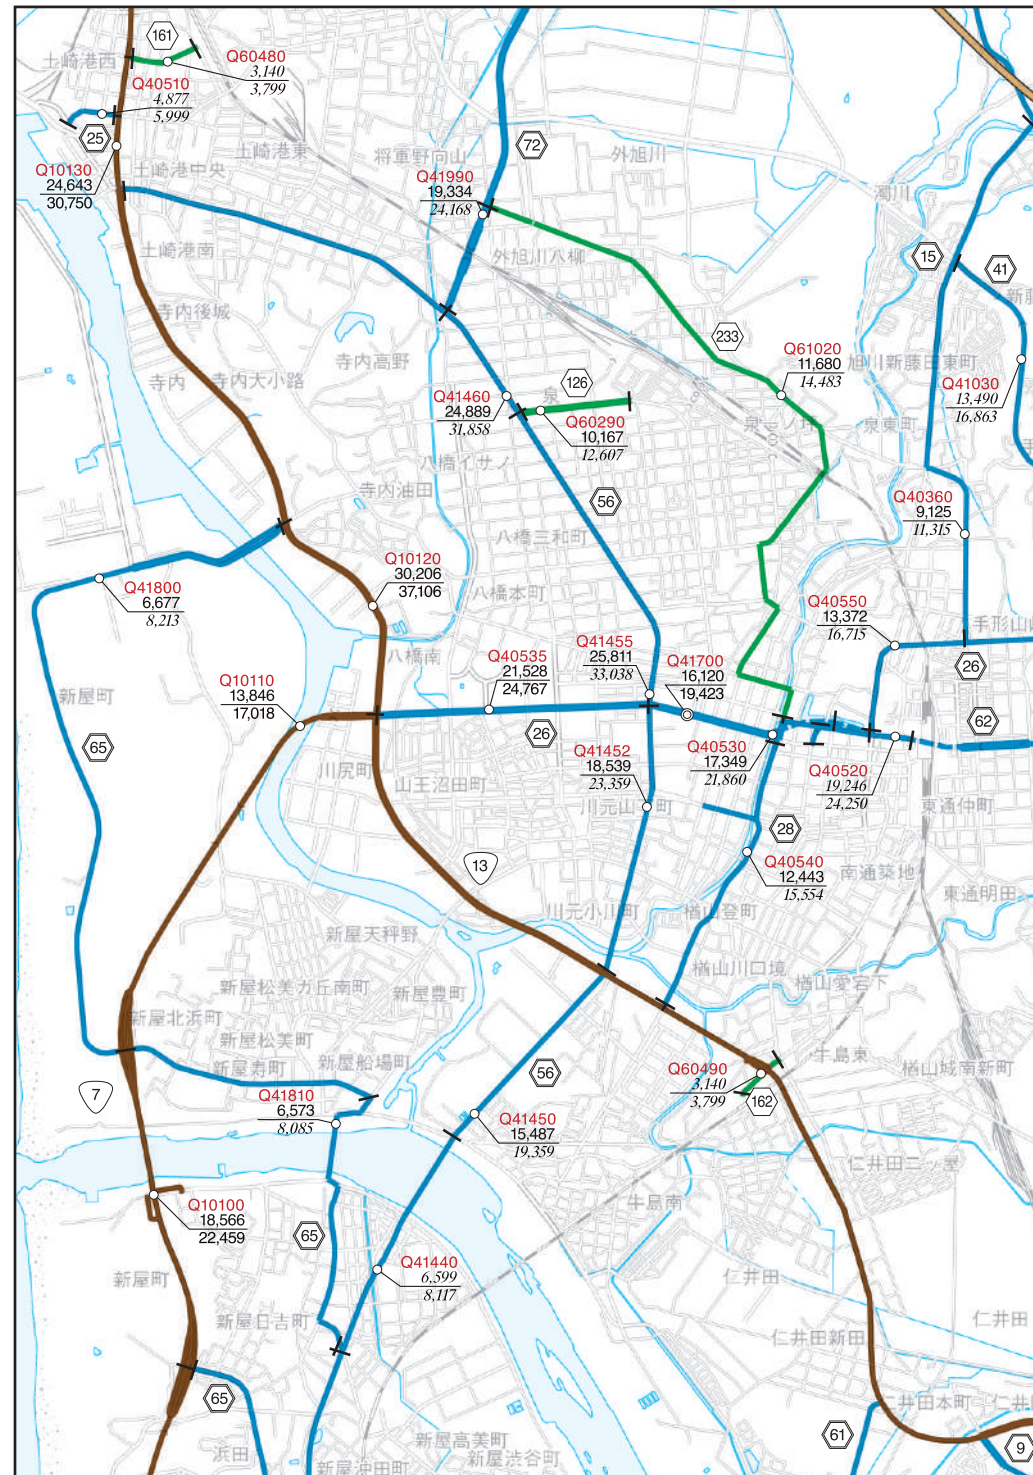 161
土崎港西
Q60480
3,140
3,799
Q40510
4,877
5,999
25
72
土崎港東
将軍野向山
外旭川
Q10130
24,643
30,750
土崎港中央
Q41990
19,334
24,168
濁川
土崎港南
外旭川八柳
15
41
新藤
寺内後城
233
寺内高野
Q61020
11,680
14,483
旭川新藤田東町
寺内
寺内大小路
126
Q41460
24,889
31,858
泉
Q60290
10,167
12,607
Q41030
13,490
16,863
泉三ノ坪
泉東町
八橋イサノ
寺内油田
56
Q40360
9,125
11,315
八橋三和町
Q10120
30,206
37,106
Q41800
6,677
8,213
八橋本町
Q40550
13,372
16,715
手形山崎
八橋南
Q41455
25,811
33,038
Q40535
21,528
24,767
Q41700
16,120
19,423
26
新屋町
Q10110
13,846
17,018
65
26
62
Q41452
18,539
23,359
Q40530
17,349
21,860
Q40520
19,246
24,250
川尻町
山王沼田町
川元山下町
東通仲町
28
13
Q40540
12,443
15,554
南通築地
東通明田
川元小川町
楢山登町
新屋天秤野
楢山川口境
楢山愛宕下
新屋松美ガ丘南町
新屋豊町
新屋北浜町
新屋松美町
新屋船場町
新屋寿町
牛島東
楢山城南新町
56
Q60490
3,140
3,799
162
7
Q41810
6,573
8,085
Q41450
15,487
19,359
仁井田二ッ屋
牛島南
Q10100
18,566
22,459
65
Q41440
6,599
8,117
新屋町
仁井田
新屋日吉町
仁井田新田
仁井田
65
仁井田本町
仁井田
61
9
浜田
新屋高美町
新屋渋谷町
新屋沖田町